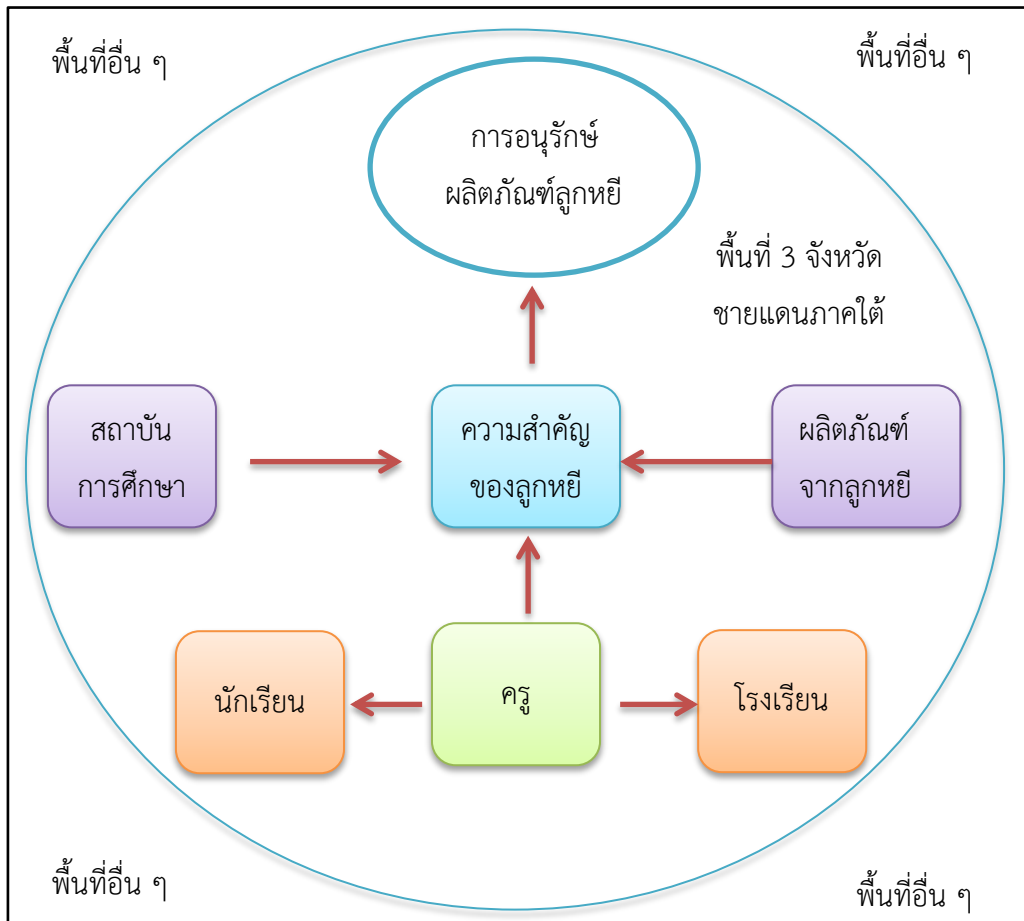 พื้นที่อื่น ๆ
พื้นที่อื่น ๆ
การอนุรักษ์
ผลิตภัณฑ์ลูกหยี
พื้นที่ 3 จังหวัด
ชายแดนภาคใต้
สถาบัน
การศึกษา
ความสำคัญ
ของลูกหยี
ผลิตภัณฑ์
จากลูกหยี
นักเรียน
ครู
โรงเรียน
พื้นที่อื่น ๆ
พื้นที่อื่น ๆ